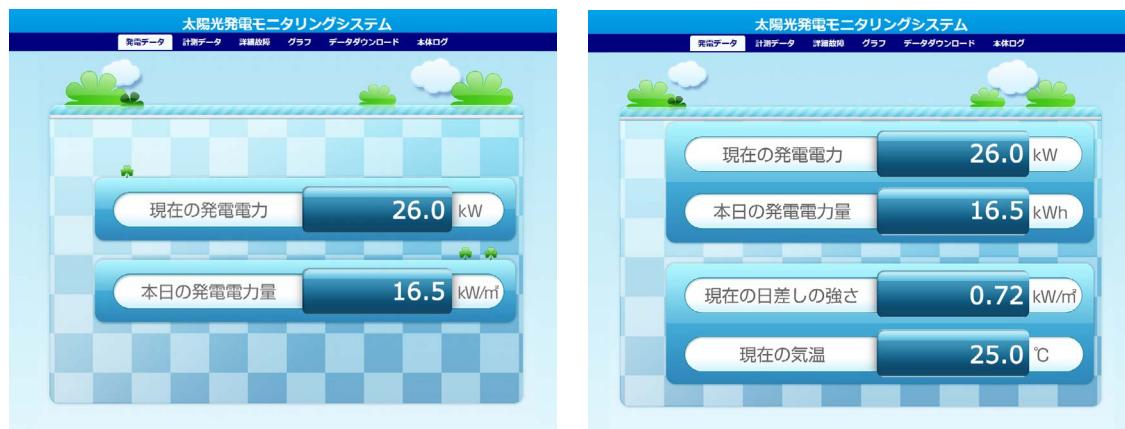 太陽光発電モニタリングシステム
発電データ 計測データ 詳細故障 グラフ データダウンロード 本体ログ
現在の発電電力 26.0 kW
本日の発電電力量 16.5 kW/㎡
太陽光発電モニタリングシステム
発電データ 計測データ 詳細故障 グラフ データダウンロード 本体ログ
現在の発電電力 26.0 kW
本日の発電電力量 16.5 kWh
現在の日差しの強さ 0.72 kW/㎡
現在の気温 25.0 ℃